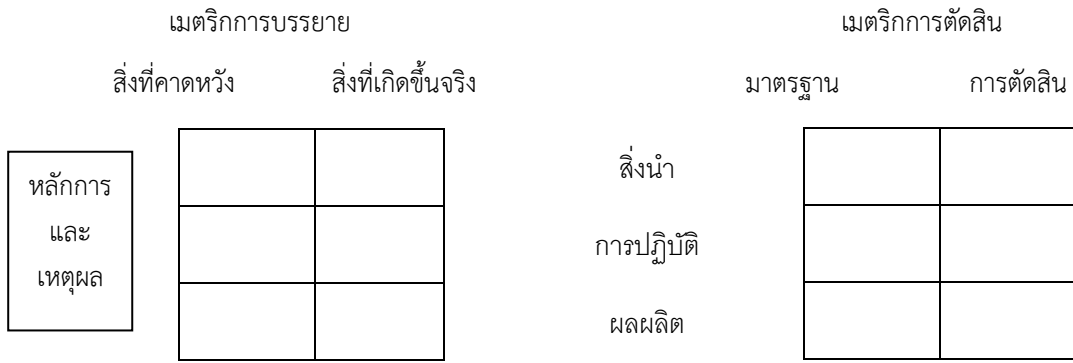 เมตริกการบรรยาย เมตริกการตัดสิน
สิ่งที่คาดหวัง สิ่งที่เกิดขึ้นจริง มาตรฐาน การตัดสิน
หลักการ
และ
เหตุผล
สิ่งนำ
การปฏิบัติ
ผลผลิต